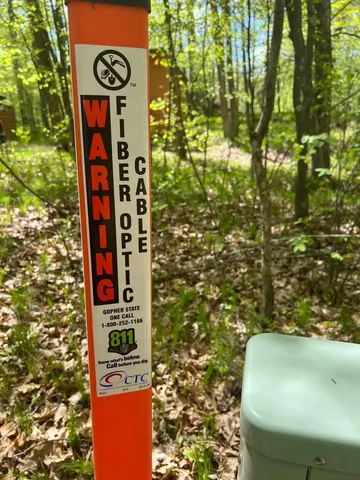 TM
WARNING
FIBER OPTIC
CABLE
GOPHER STATE
ONE CALL
1-800-252-1166
811
Know what's below.
Call before you dig.
CTC